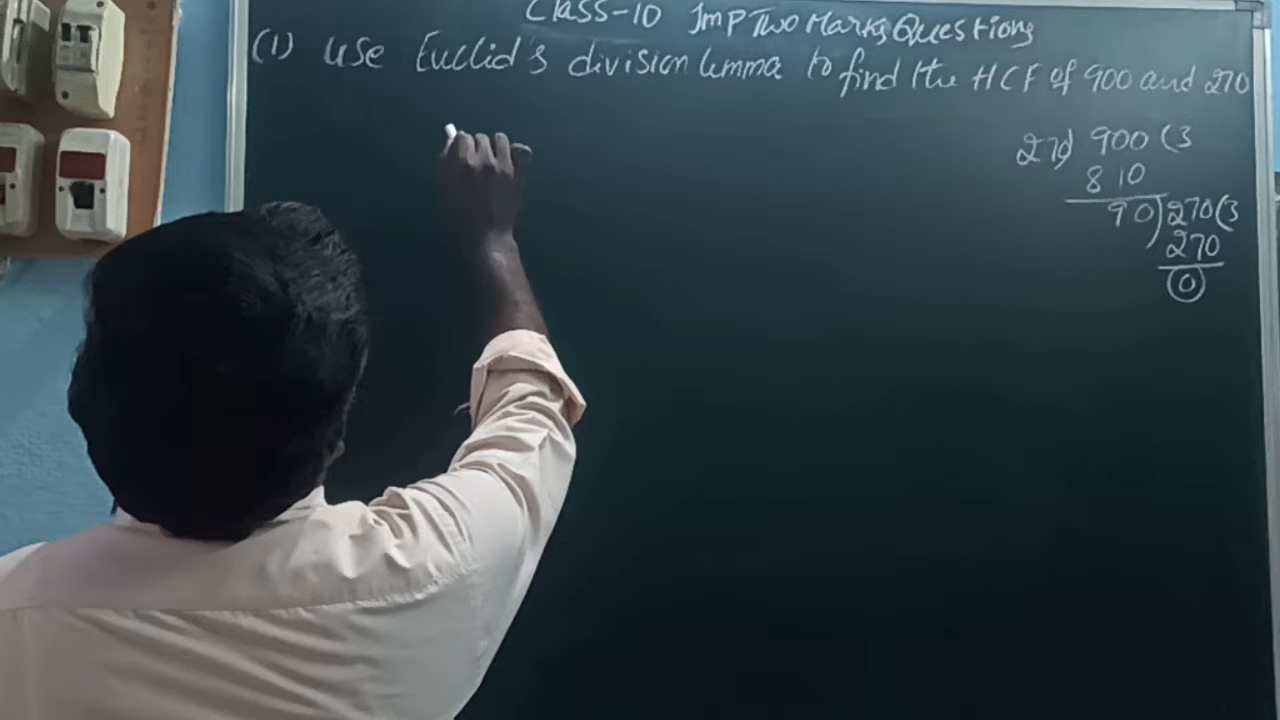 Class-10 Imp Two Marks Questions
(1) Use Euclid's division lemma to find the HCF of 900 and 270
270) 900 (3
810
90) 270 (3
270
0